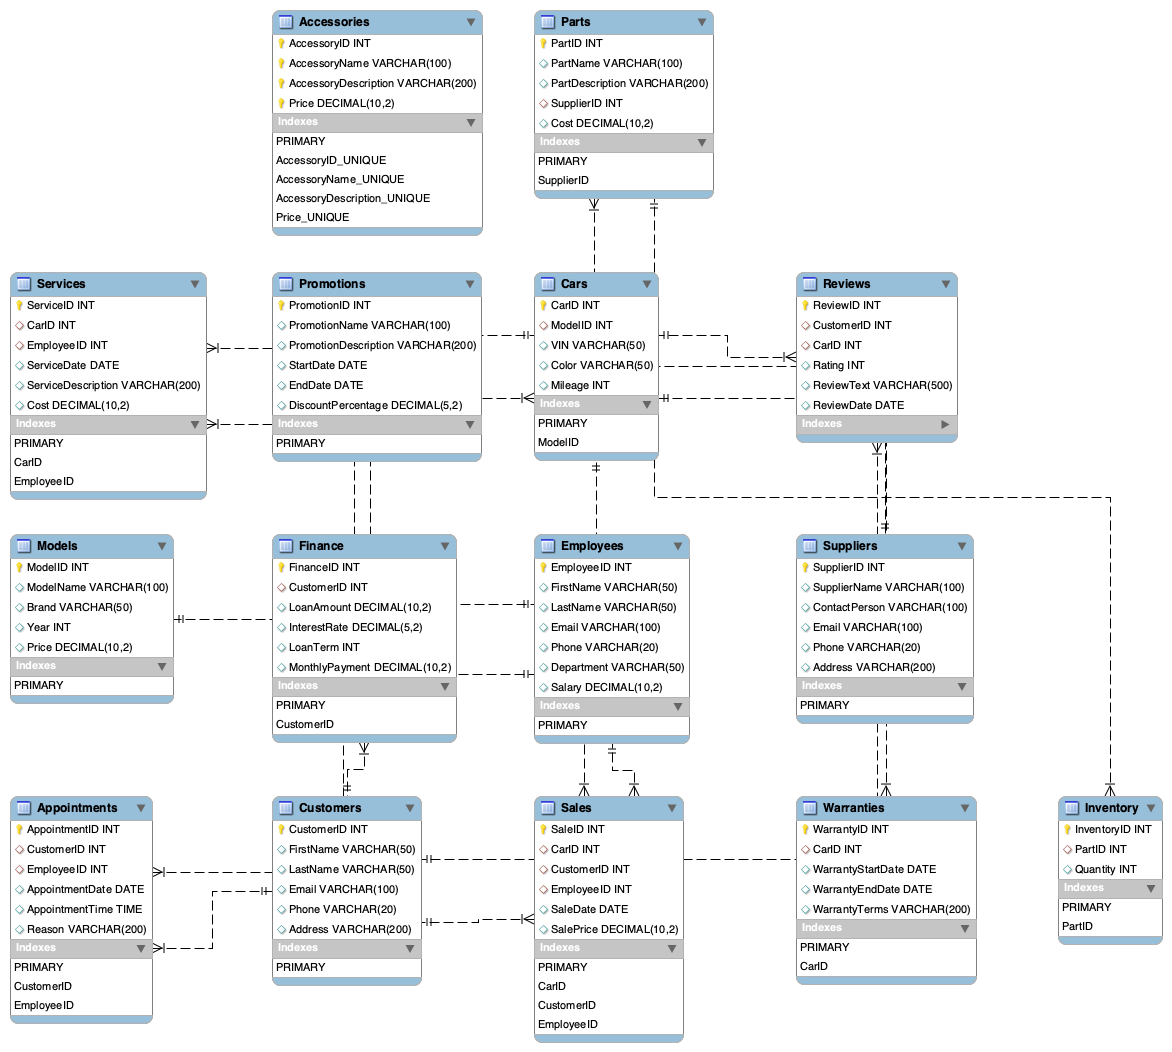 Accessories
AccessoryID INT
AccessoryName VARCHAR(100)
AccessoryDescription VARCHAR(200)
Price DECIMAL(10,2)
Indexes
PRIMARY
AccessoryID_UNIQUE
AccessoryName_UNIQUE
AccessoryDescription_UNIQUE
Price_UNIQUE
Parts
PartID INT
PartName VARCHAR(100)
PartDescription VARCHAR(200)
SupplierID INT
Cost DECIMAL(10,2)
Indexes
PRIMARY
SupplierID
Services
ServiceID INT
CarID INT
EmployeeID INT
ServiceDate DATE
ServiceDescription VARCHAR(200)
Cost DECIMAL(10,2)
Indexes
PRIMARY
CarID
EmployeeID
Promotions
PromotionID INT
PromotionName VARCHAR(100)
PromotionDescription VARCHAR(200)
StartDate DATE
EndDate DATE
DiscountPercentage DECIMAL(5,2)
Indexes
PRIMARY
Cars
CarID INT
ModelID INT
VIN VARCHAR(50)
Color VARCHAR(50)
Mileage INT
Indexes
PRIMARY
ModelID
Reviews
ReviewID INT
CustomerID INT
CarID INT
Rating INT
ReviewText VARCHAR(500)
ReviewDate DATE
Indexes
Models
ModelID INT
ModelName VARCHAR(100)
Brand VARCHAR(50)
Year INT
Price DECIMAL(10,2)
Indexes
PRIMARY
Finance
FinanceID INT
CustomerID INT
LoanAmount DECIMAL(10,2)
InterestRate DECIMAL(5,2)
LoanTerm INT
MonthlyPayment DECIMAL(10,2)
Indexes
PRIMARY
CustomerID
Employees
EmployeeID INT
FirstName VARCHAR(50)
LastName VARCHAR(50)
Email VARCHAR(100)
Phone VARCHAR(20)
Department VARCHAR(50)
Salary DECIMAL(10,2)
Indexes
PRIMARY
Suppliers
SupplierID INT
SupplierName VARCHAR(100)
ContactPerson VARCHAR(100)
Email VARCHAR(100)
Phone VARCHAR(20)
Address VARCHAR(200)
Indexes
PRIMARY
Appointments
AppointmentID INT
CustomerID INT
EmployeeID INT
AppointmentDate DATE
AppointmentTime TIME
Reason VARCHAR(200)
Indexes
PRIMARY
CustomerID
EmployeeID
Customers
CustomerID INT
FirstName VARCHAR(50)
LastName VARCHAR(50)
Email VARCHAR(100)
Phone VARCHAR(20)
Address VARCHAR(200)
Indexes
PRIMARY
Sales
SaleID INT
CarID INT
CustomerID INT
EmployeeID INT
SaleDate DATE
SalePrice DECIMAL(10,2)
Indexes
PRIMARY
CarID
CustomerID
EmployeeID
Warranties
WarrantyID INT
CarID INT
WarrantyStartDate DATE
WarrantyEndDate DATE
WarrantyTerms VARCHAR(200)
Indexes
PRIMARY
CarID
Inventory
InventoryID INT
PartID INT
Quantity INT
Indexes
PRIMARY
PartID